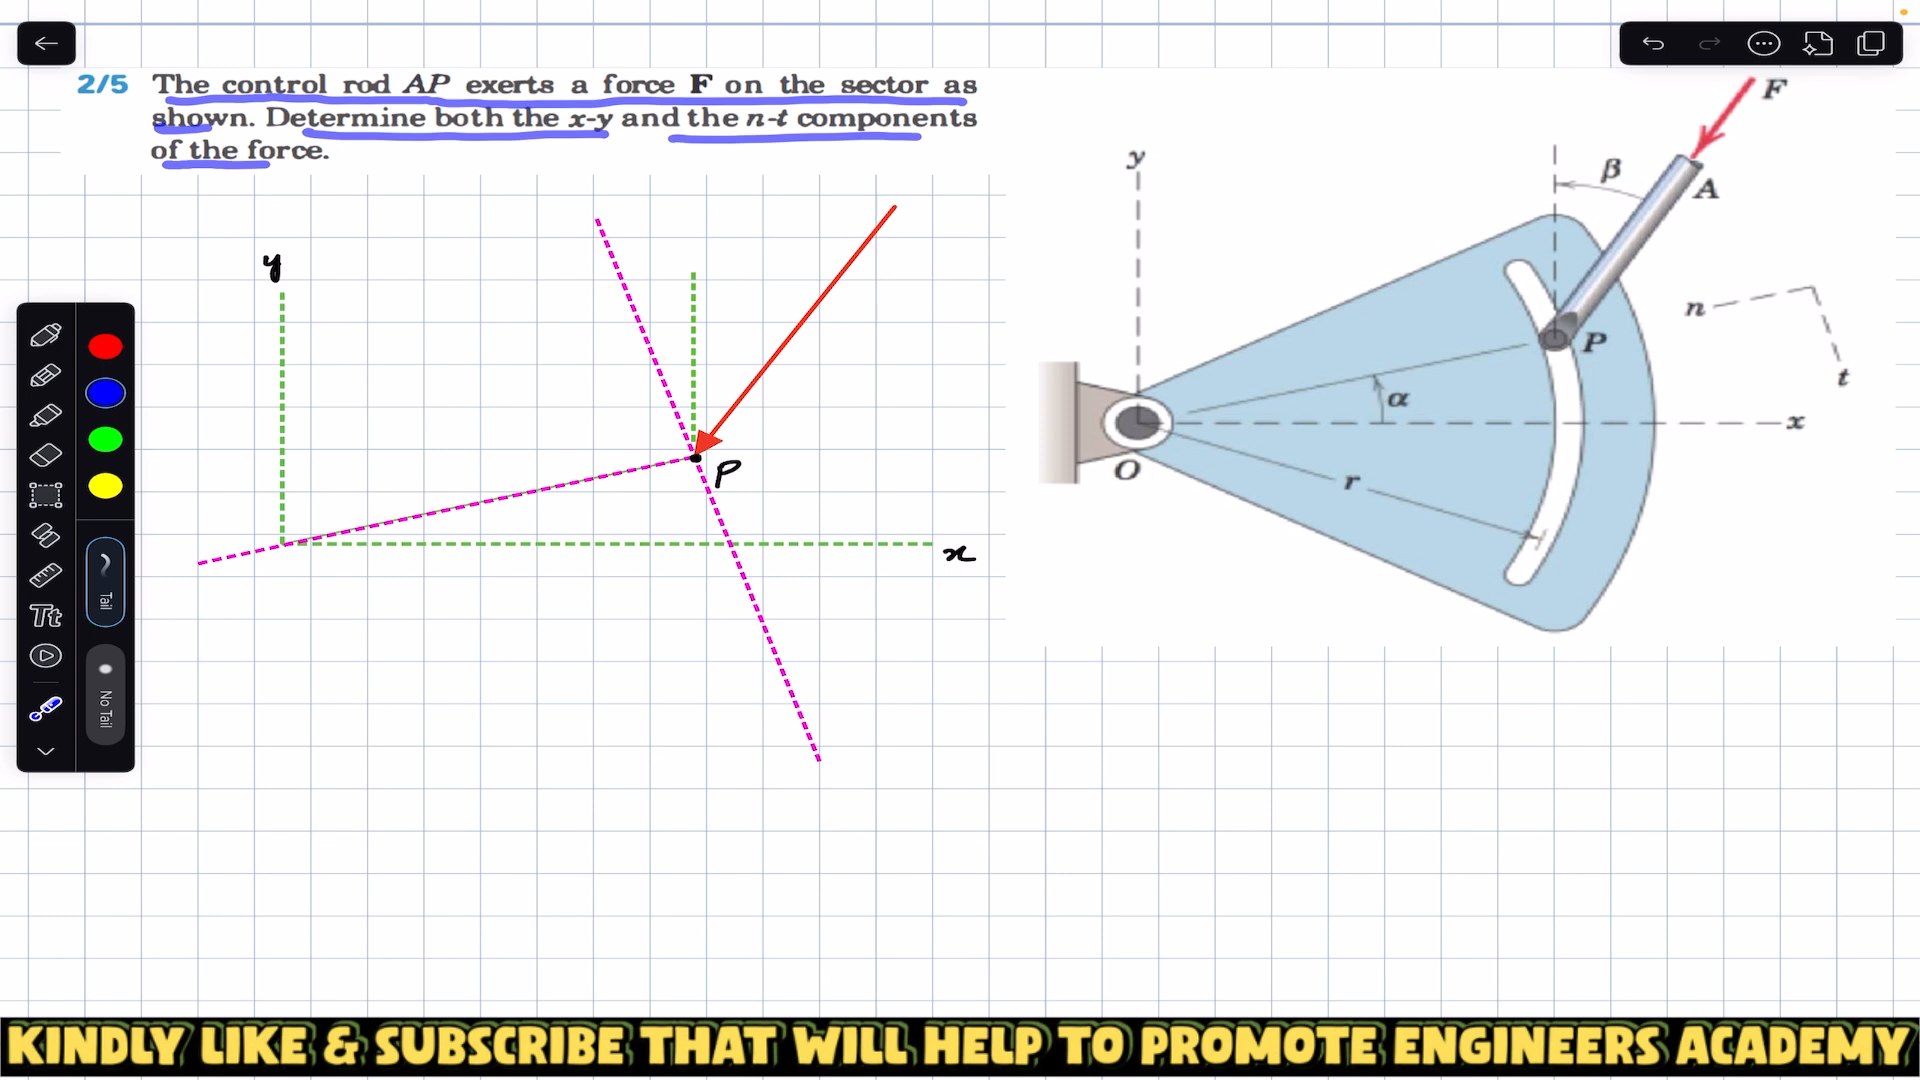 2/5 The control rod AP exerts a force F on the sector as
shown. Determine both the x-y and the n-t components
of the force.
y
x
P
F
y
β
A
n
t
P
α
x
O
r
Tt
Tail
No Tail
KINDLY LIKE & SUBSCRIBE THAT WILL HELP TO PROMOTE ENGINEERS ACADEMY